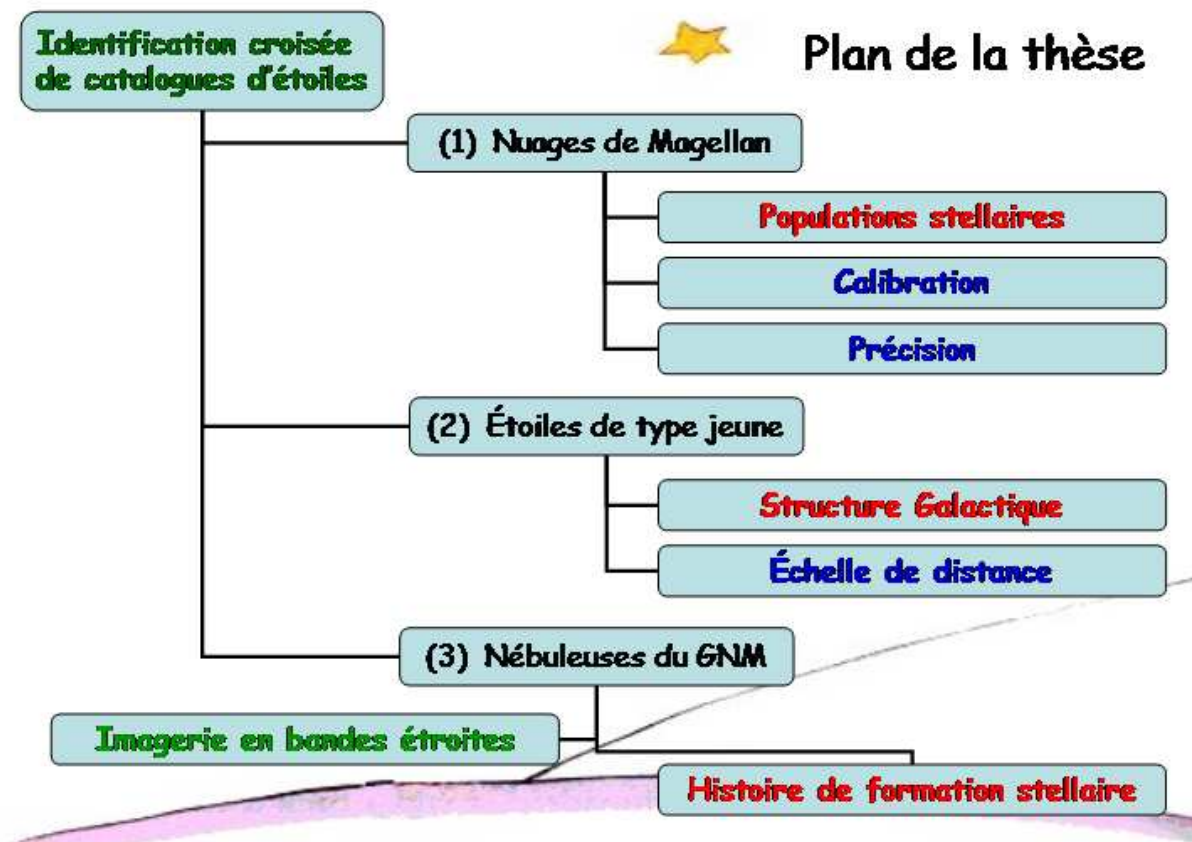 Identification croisée
de catalogues d'étoiles
Plan de la thèse
(1) Nuages de Magellan
Populations stellaires
Calibration
Précision
(2) Étoiles de type jeune
Structure Galactique
Échelle de distance
(3) Nébuleuses du GNM
Imagerie en bandes étroites
Histoire de formation stellaire